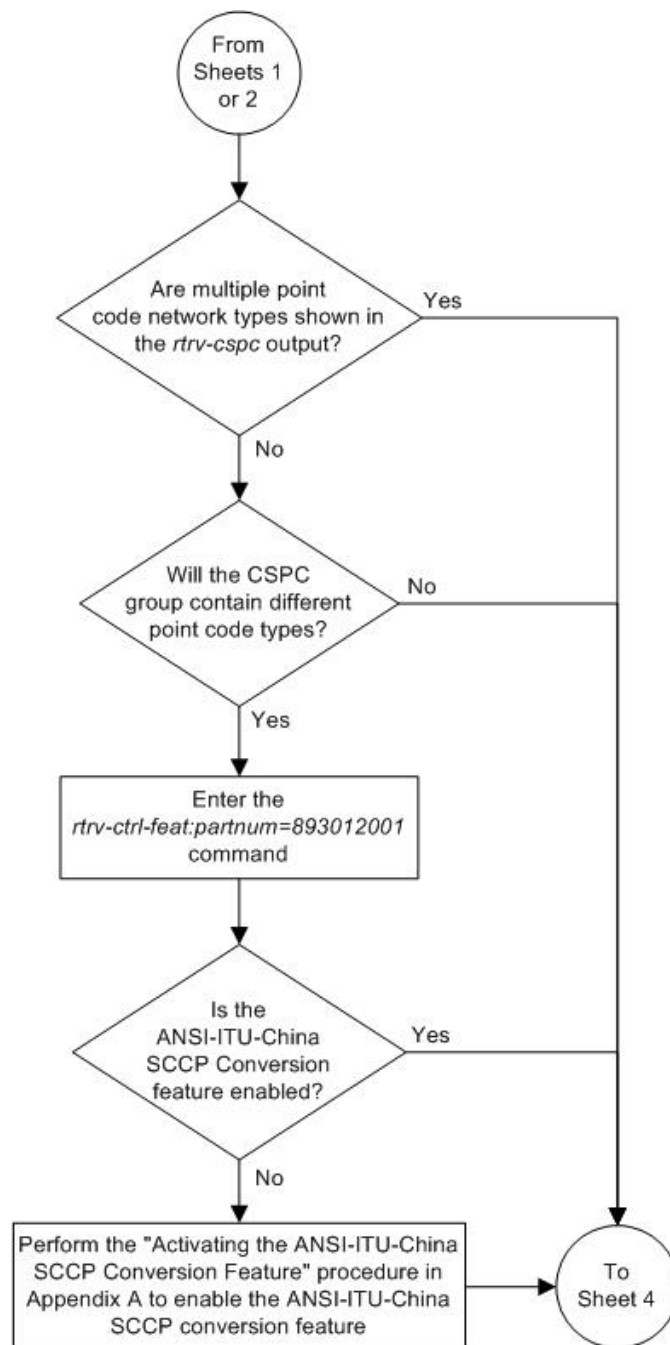 From
Sheets 1
or 2
Are multiple point
code network types shown in
the rtrv-cspc output?
Yes
No
Will the CSPC
group contain different
point code types?
No
Yes
Enter the
rtrv-ctrl-feat:partnum=893012001
command
Is the
ANSI-ITU-China
SCCP Conversion
feature enabled?
Yes
No
Perform the "Activating the ANSI-ITU-China
SCCP Conversion Feature" procedure in
Appendix A to enable the ANSI-ITU-China
SCCP conversion feature
To
Sheet 4